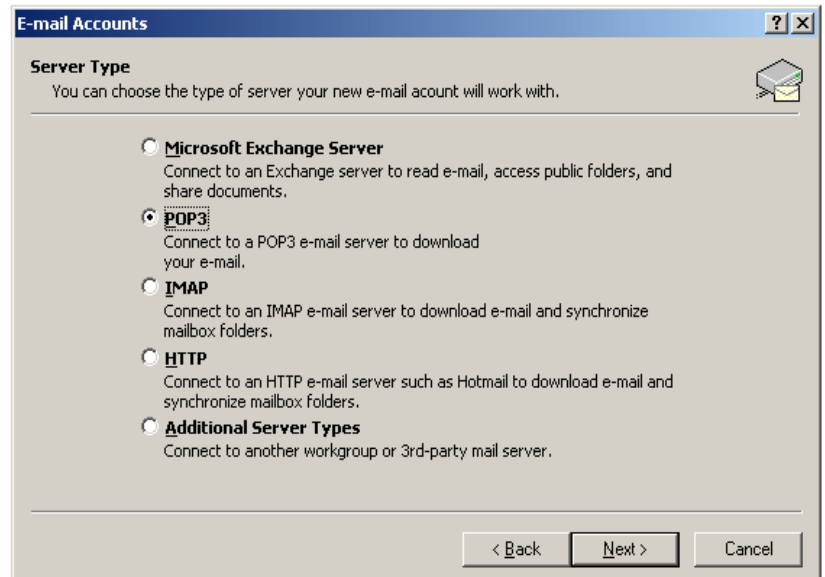 E-mail Accounts
Server Type
You can choose the type of server your new e-mail acount will work with.
Microsoft Exchange Server
Connect to an Exchange server to read e-mail, access public folders, and
share documents.
POP3
Connect to a POP3 e-mail server to download
your e-mail.
IMAP
Connect to an IMAP e-mail server to download e-mail and synchronize
mailbox folders.
HTTP
Connect to an HTTP e-mail server such as Hotmail to download e-mail and
synchronize mailbox folders.
Additional Server Types
Connect to another workgroup or 3rd-party mail server.
< Back Next > Cancel